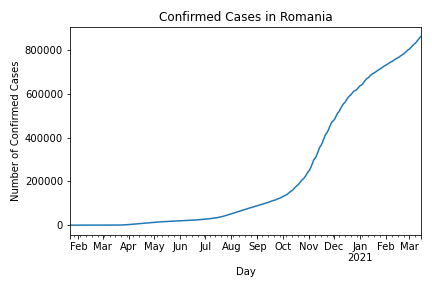 Confirmed Cases in Romania
Number of Confirmed Cases
800000
600000
400000
200000
0
Feb Mar Apr May Jun Jul Aug Sep Oct Nov Dec Jan Feb Mar
2021
Day